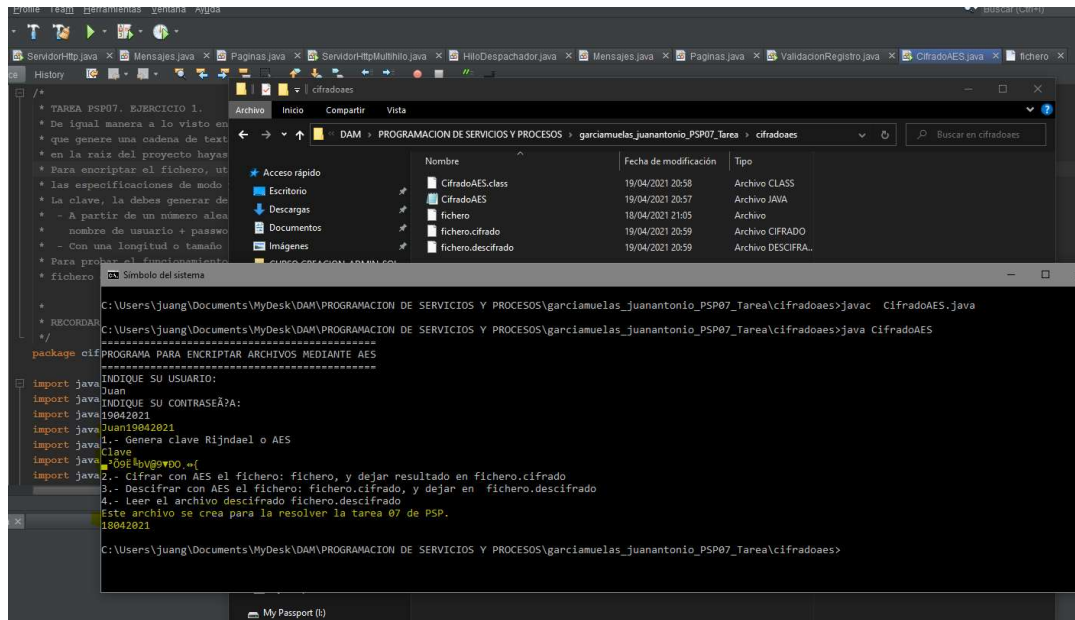 Profile Team Herramientas Ventana Ayuda
Buscar (Ctrl+I)
ServidorHttp.java Mensajes.java Paginas.java ServidorHttpMultihilo.java HiloDespachador.java Mensajes.java Paginas.java ValidacionRegistro.java CifradoAES.java fichero
History
/*
* TAREA PSP07. EJERCICIO 1.
* De igual manera a lo visto en
* que genere una cadena de text
* en la raiz del proyecto hayas
* Para encriptar el fichero, ut
* las especificaciones de modo
* La clave, la debes generar de
* - A partir de un número alea
* nombre de usuario + passwo
* - Con una longitud o tamaño
* Para probar el funcionamiento
* fichero
*
* RECORDAR
*/
package cif
import java
import java
import java
import java
import java
import java
import java
cifradoaes
Archivo Inicio Compartir Vista
DAM > PROGRAMACION DE SERVICIOS Y PROCESOS > garciamuelas_juanantonio_PSP07_Tarea > cifradoaes
Buscar en cifradoaes
Acceso rápido
Escritorio
Descargas
Documentos
Imágenes
CURSO CREACION ADMIN SQL
Nombre Fecha de modificación Tipo
CifradoAES.class 19/04/2021 20:58 Archivo CLASS
CifradoAES 19/04/2021 20:57 Archivo JAVA
fichero 18/04/2021 21:05 Archivo
fichero.cifrado 19/04/2021 20:59 Archivo CIFRADO
fichero.descifrado 19/04/2021 20:59 Archivo DESCIFRA...
Símbolo del sistema
C:\Users\juang\Documents\MyDesk\DAM\PROGRAMACION DE SERVICIOS Y PROCESOS\garciamuelas_juanantonio_PSP07_Tarea\cifradoaes>javac CifradoAES.java
C:\Users\juang\Documents\MyDesk\DAM\PROGRAMACION DE SERVICIOS Y PROCESOS\garciamuelas_juanantonio_PSP07_Tarea\cifradoaes>java CifradoAES
==============================================
PROGRAMA PARA ENCRIPTAR ARCHIVOS MEDIANTE AES
==============================================
INDIQUE SU USUARIO:
Juan
INDIQUE SU CONTRASEÃ?A:
19042021
Juan19042021
1.- Genera clave Rijndael o AES
Clave
2.- Cifrar con AES el fichero: fichero, y dejar resultado en fichero.cifrado
3.- Descifrar con AES el fichero: fichero.cifrado, y dejar en fichero.descifrado
4.- Leer el archivo descifrado fichero.descifrado
Este archivo se crea para la resolver la tarea 07 de PSP.
18042021
C:\Users\juang\Documents\MyDesk\DAM\PROGRAMACION DE SERVICIOS Y PROCESOS\garciamuelas_juanantonio_PSP07_Tarea\cifradoaes>
My Passport (I:)